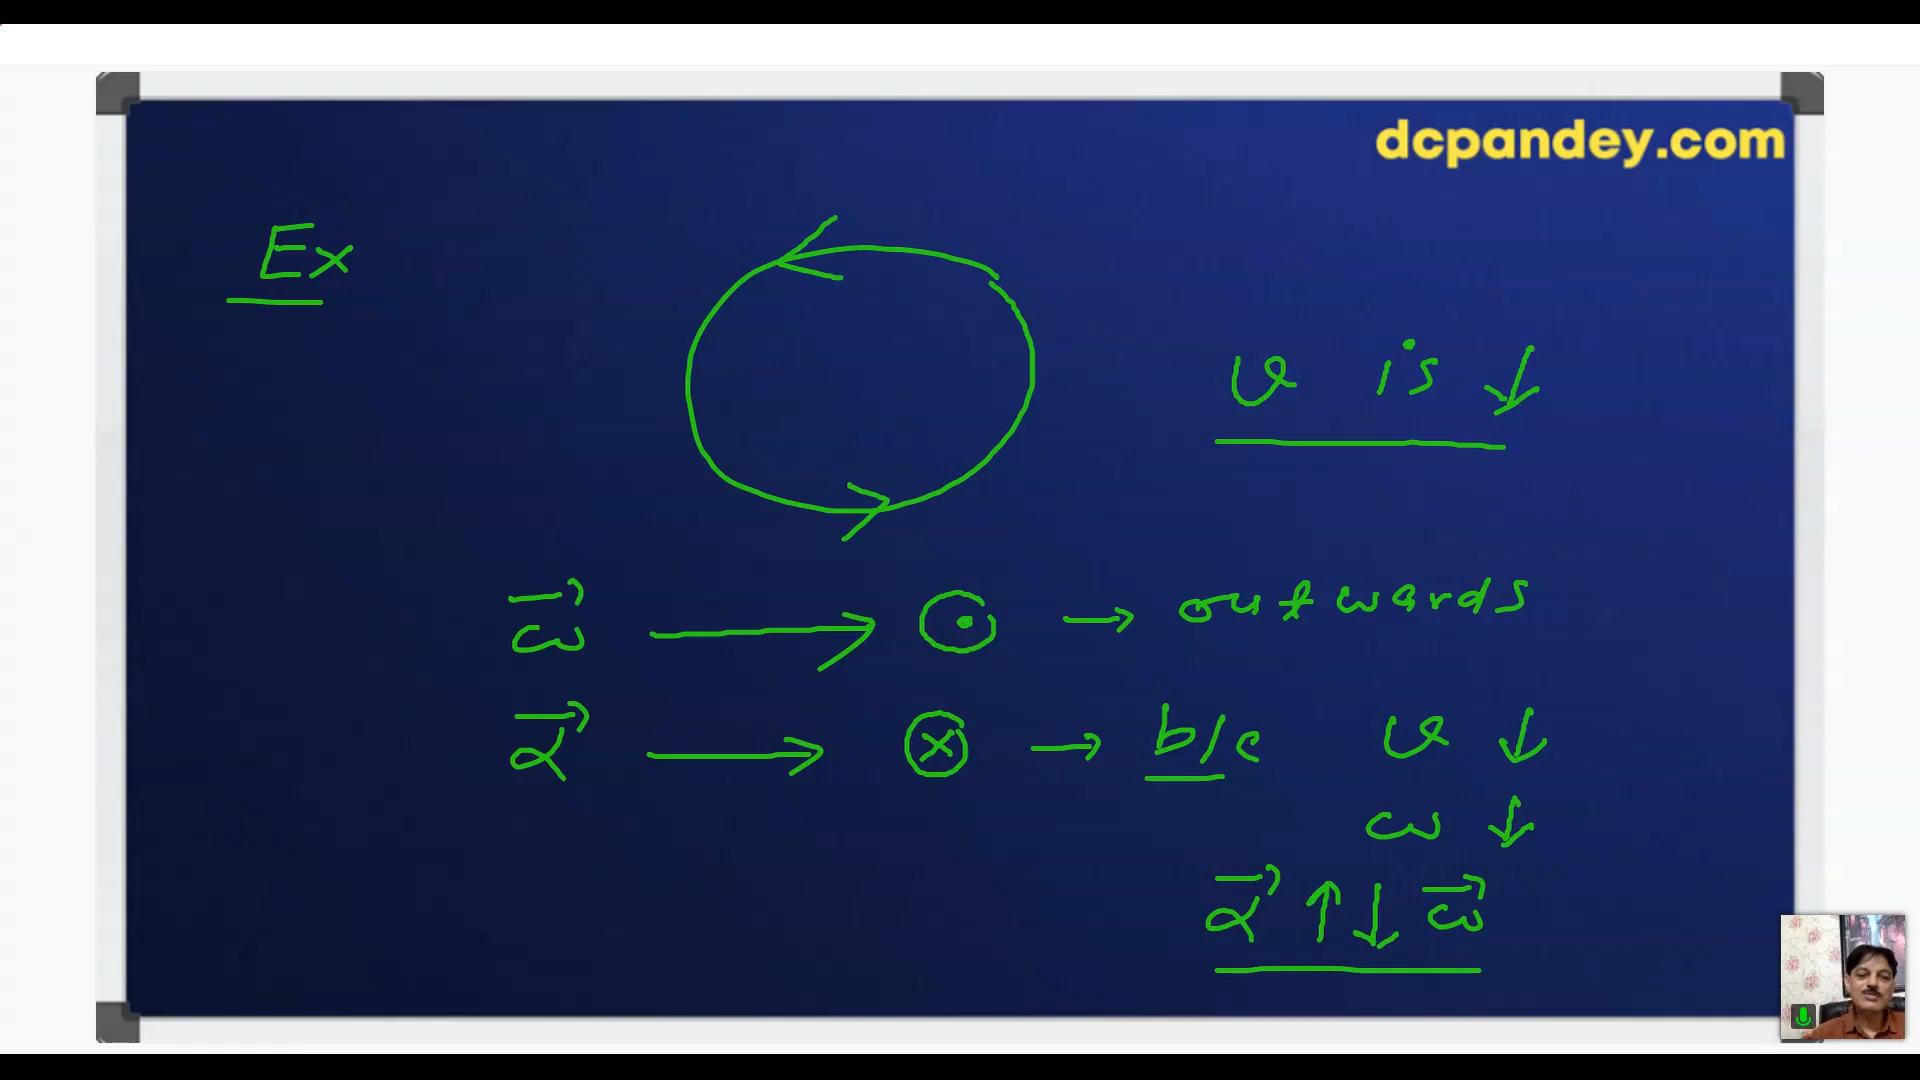 dcpandey.com
Ex
v is ↓
ω⃗ → ⊙ → outwards
α⃗ → ⊗ → b/c v ↓
ω ↓
α⃗ ↑↓ ω⃗